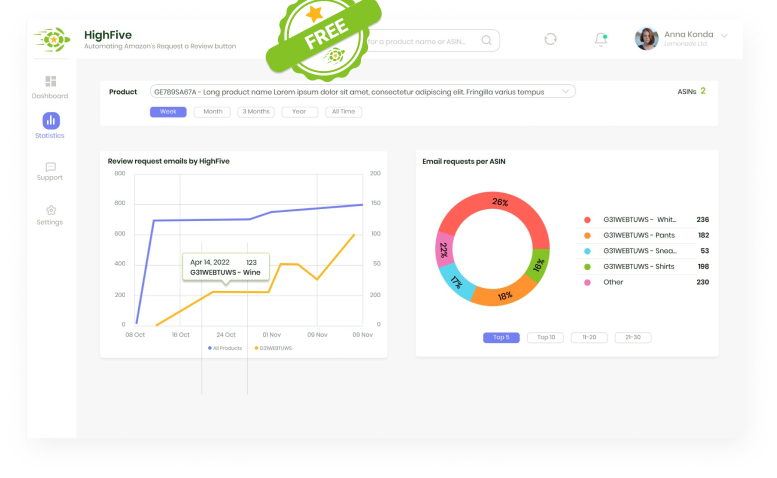 HighFive
Automating Amazon's Request a Review button
FREE
for a product name or ASIN...
Anna Konda
Lemonade Ltd.
Dashboard
Statistics
Support
Settings
Product
GE789SA67A - Long product name Lorem ipsum dolor sit amet, consectetur adipiscing elit. Fringilla varius tempus
ASINs 2
Week Month 3 Months Year All Time
Review request emails by HighFive
800 200
800 150
600 100
400 50
200 200
0 0
08 Oct 16 Oct 24 Oct 01 Nov 09 Nov 09 Nov
Apr 14, 2022 123
G31WEBTUWS - Wine
All Products G31WEBTUWS
Email requests per ASIN
26%
16%
18%
17%
22%
G31WEBTUWS - Whit... 236
G31WEBTUWS - Pants 182
G31WEBTUWS - Snea... 53
G31WEBTUWS - Shirts 198
Other 230
Top 5 Top 10 11-20 21-30